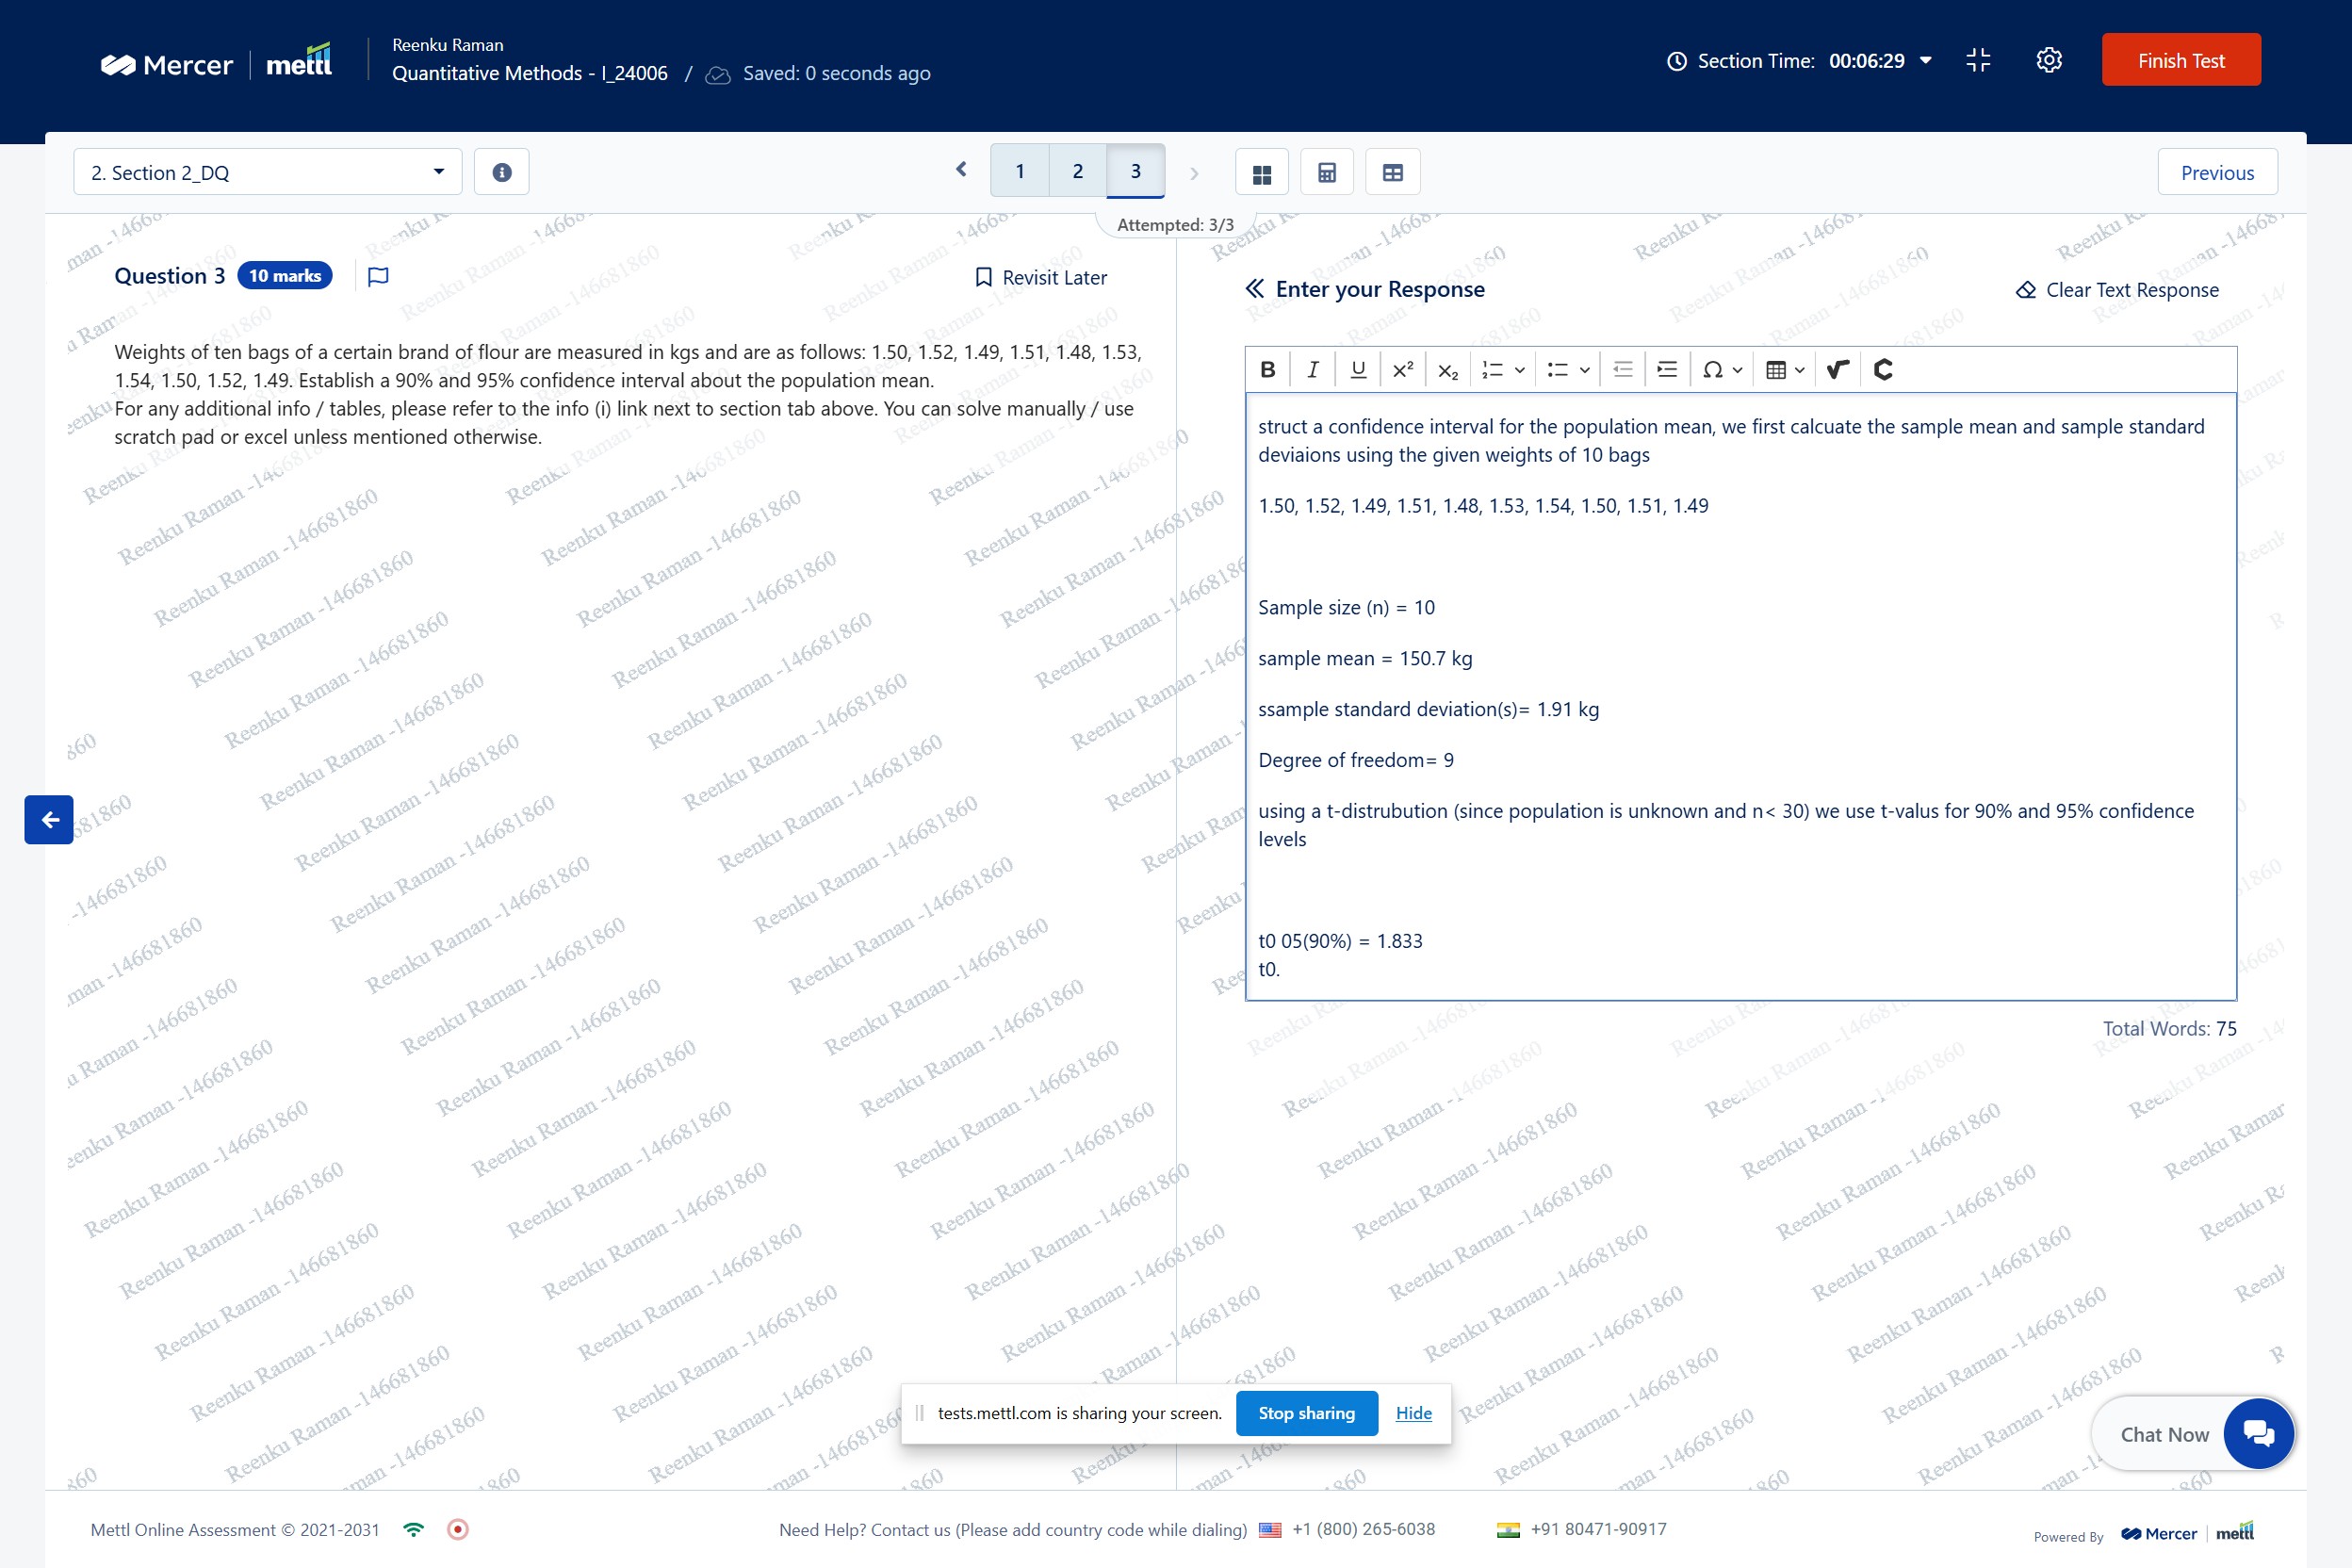 Mercer mettl
Reenku Raman
Quantitative Methods - I_24006 / Saved: 0 seconds ago
Section Time: 00:06:29
Finish Test
2. Section 2_DQ
1 2 3
Previous
Attempted: 3/3
Question 3 10 marks
Revisit Later
Weights of ten bags of a certain brand of flour are measured in kgs and are as follows: 1.50, 1.52, 1.49, 1.51, 1.48, 1.53,
1.54, 1.50, 1.52, 1.49. Establish a 90% and 95% confidence interval about the population mean.
For any additional info / tables, please refer to the info (i) link next to section tab above. You can solve manually / use
scratch pad or excel unless mentioned otherwise.
Enter your Response
Clear Text Response
struct a confidence interval for the population mean, we first calcuate the sample mean and sample standard
deviaions using the given weights of 10 bags
1.50, 1.52, 1.49, 1.51, 1.48, 1.53, 1.54, 1.50, 1.51, 1.49
Sample size (n) = 10
sample mean = 150.7 kg
ssample standard deviation(s)= 1.91 kg
Degree of freedom= 9
using a t-distrubution (since population is unknown and n< 30) we use t-valus for 90% and 95% confidence
levels
t0 05(90%) = 1.833
t0.
Total Words: 75
Reenku Raman -146681860
tests.mettl.com is sharing your screen. Stop sharing Hide
Chat Now
Mettl Online Assessment © 2021-2031
Need Help? Contact us (Please add country code while dialing) +1 (800) 265-6038 +91 80471-90917
Powered By Mercer mettl